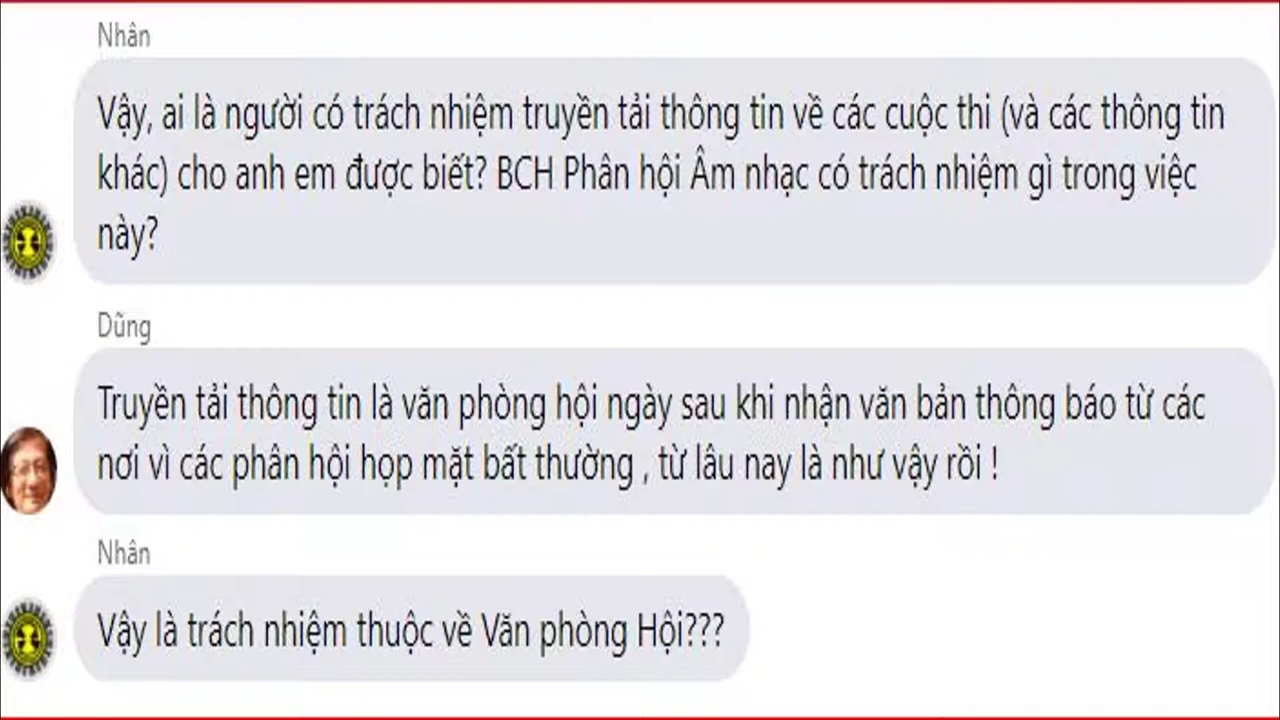 Nhân
Vậy, ai là người có trách nhiệm truyền tải thông tin về các cuộc thi (và các thông tin
khác) cho anh em được biết? BCH Phân hội Âm nhạc có trách nhiệm gì trong việc
này?
Dũng
Truyền tải thông tin là văn phòng hội ngày sau khi nhận văn bản thông báo từ các
nơi vì các phân hội họp mặt bất thường , từ lâu nay là như vậy rồi !
Nhân
Vậy là trách nhiệm thuộc về Văn phòng Hội???